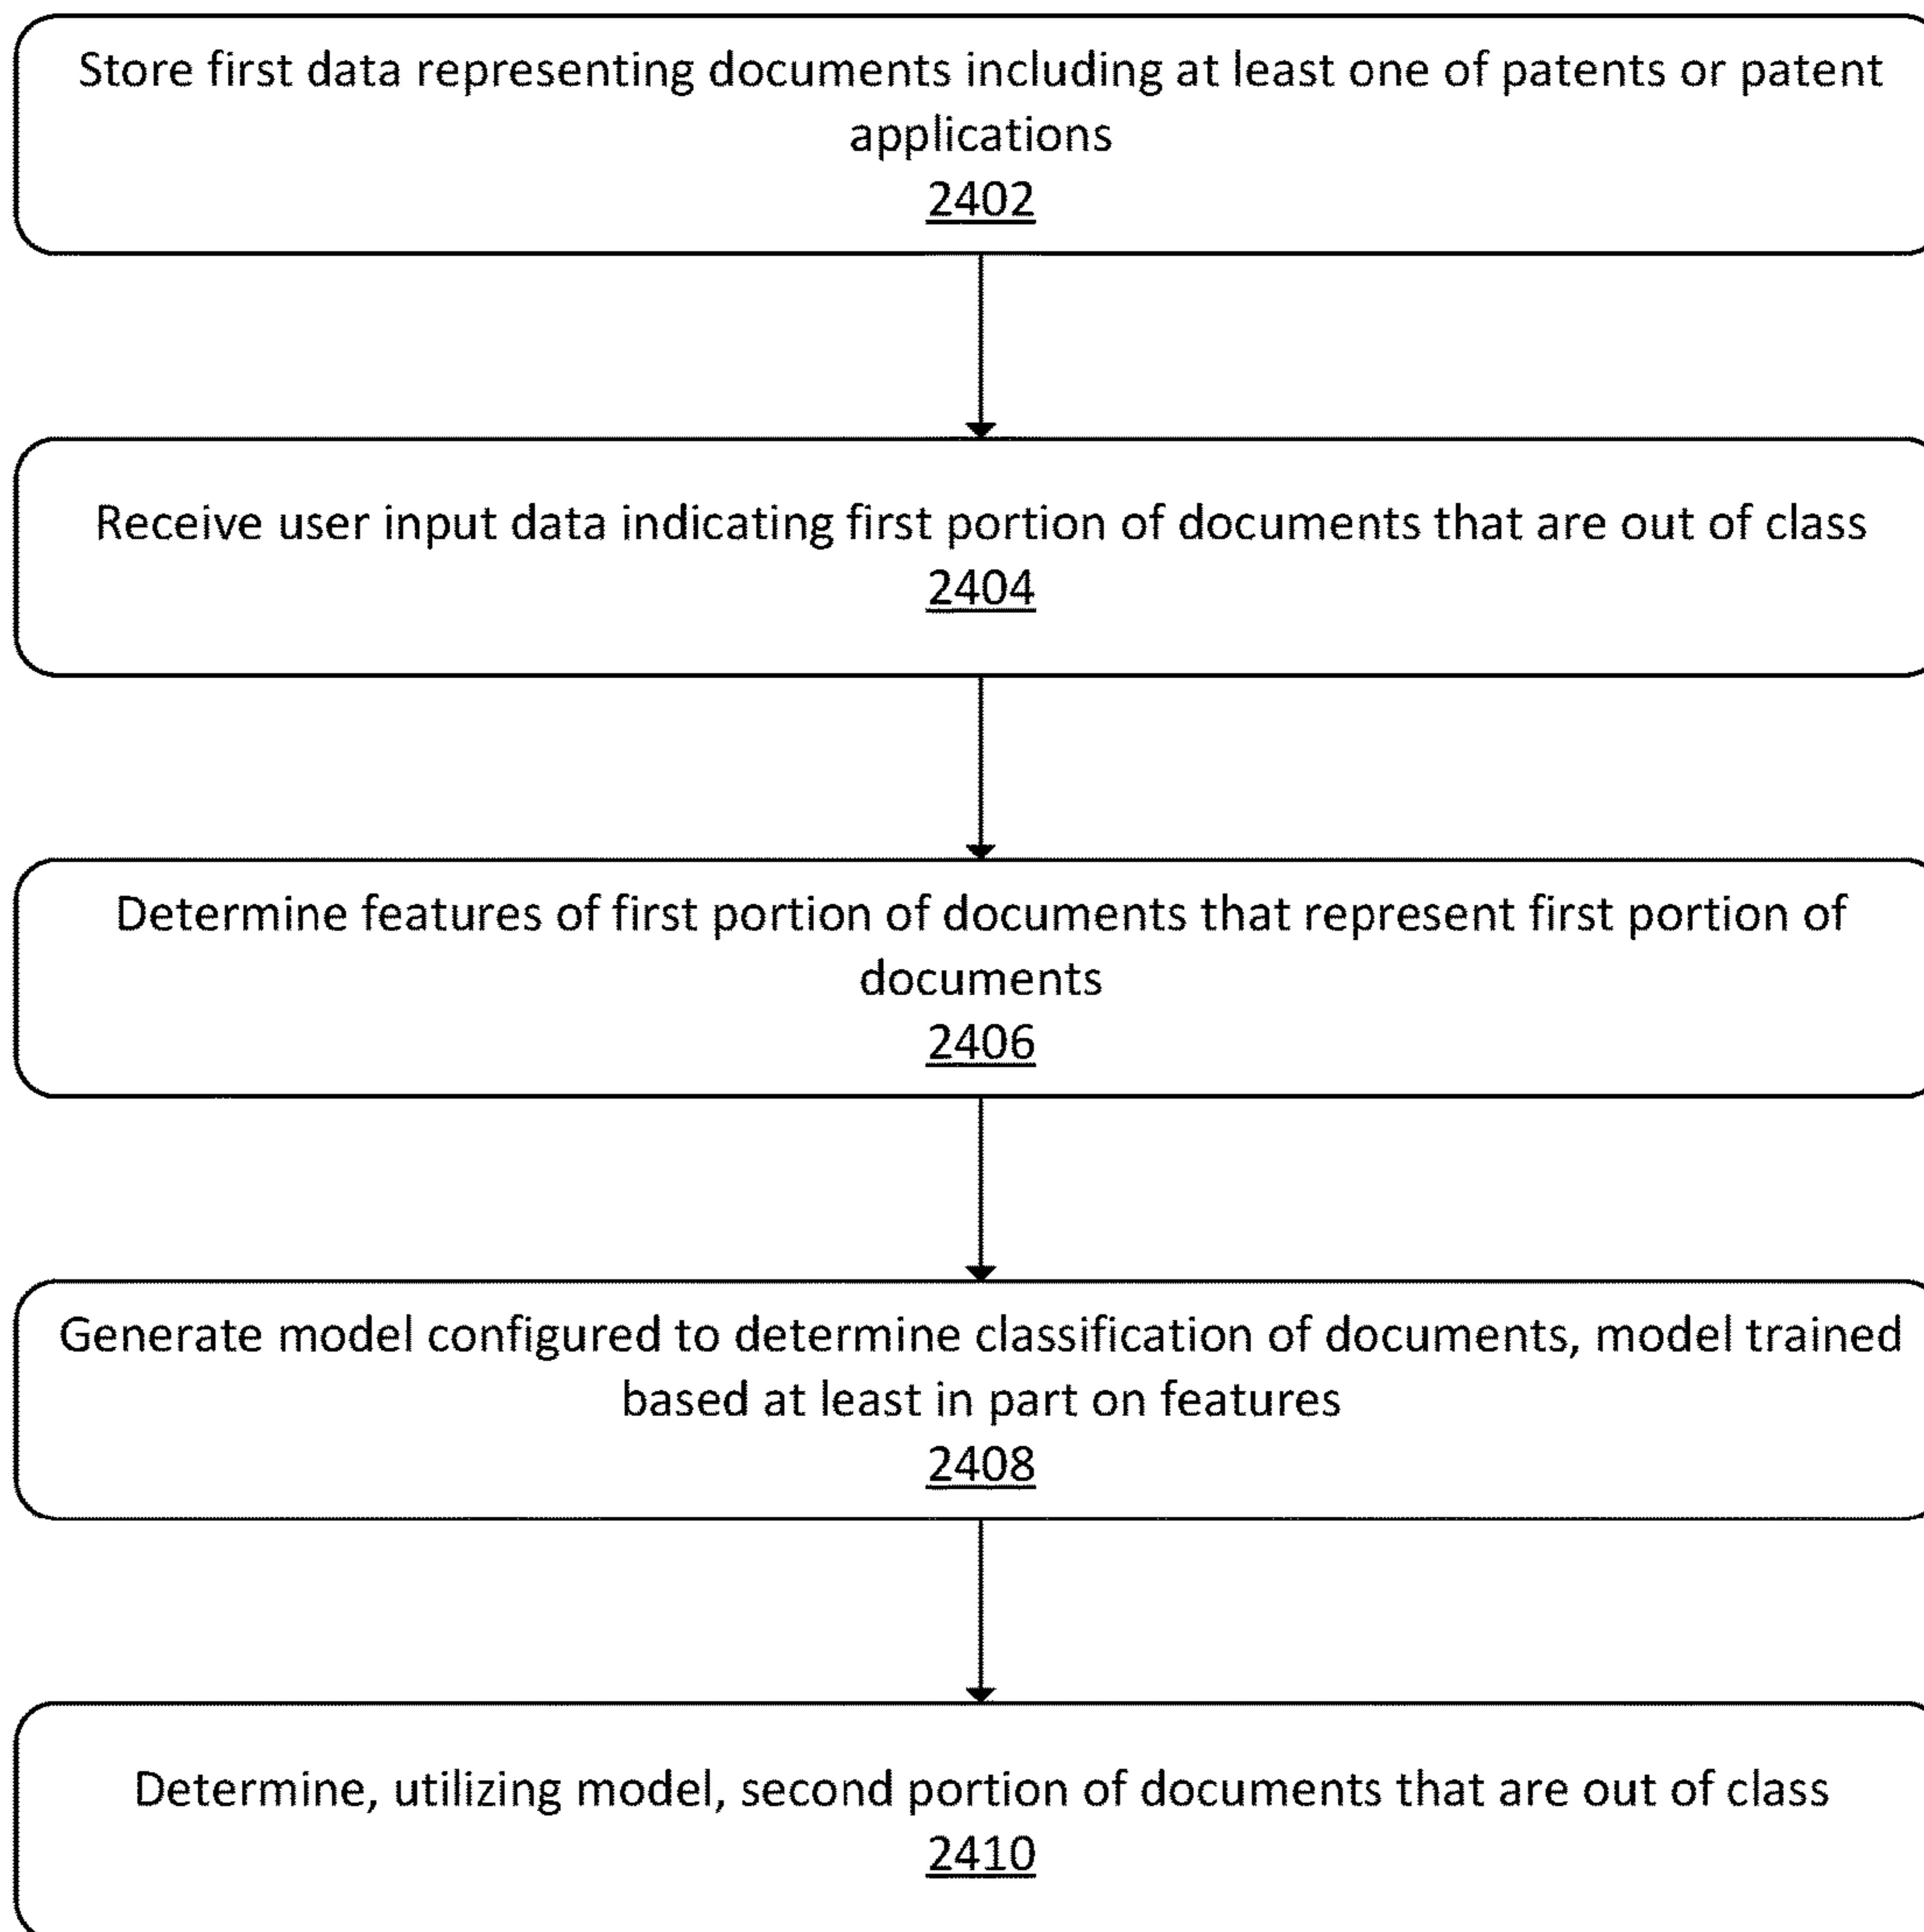 Store first data representing documents including at least one of patents or patent
applications
2402
Receive user input data indicating first portion of documents that are out of class
2404
Determine features of first portion of documents that represent first portion of
documents
2406
Generate model configured to determine classification of documents, model trained
based at least in part on features
2408
Determine, utilizing model, second portion of documents that are out of class
2410